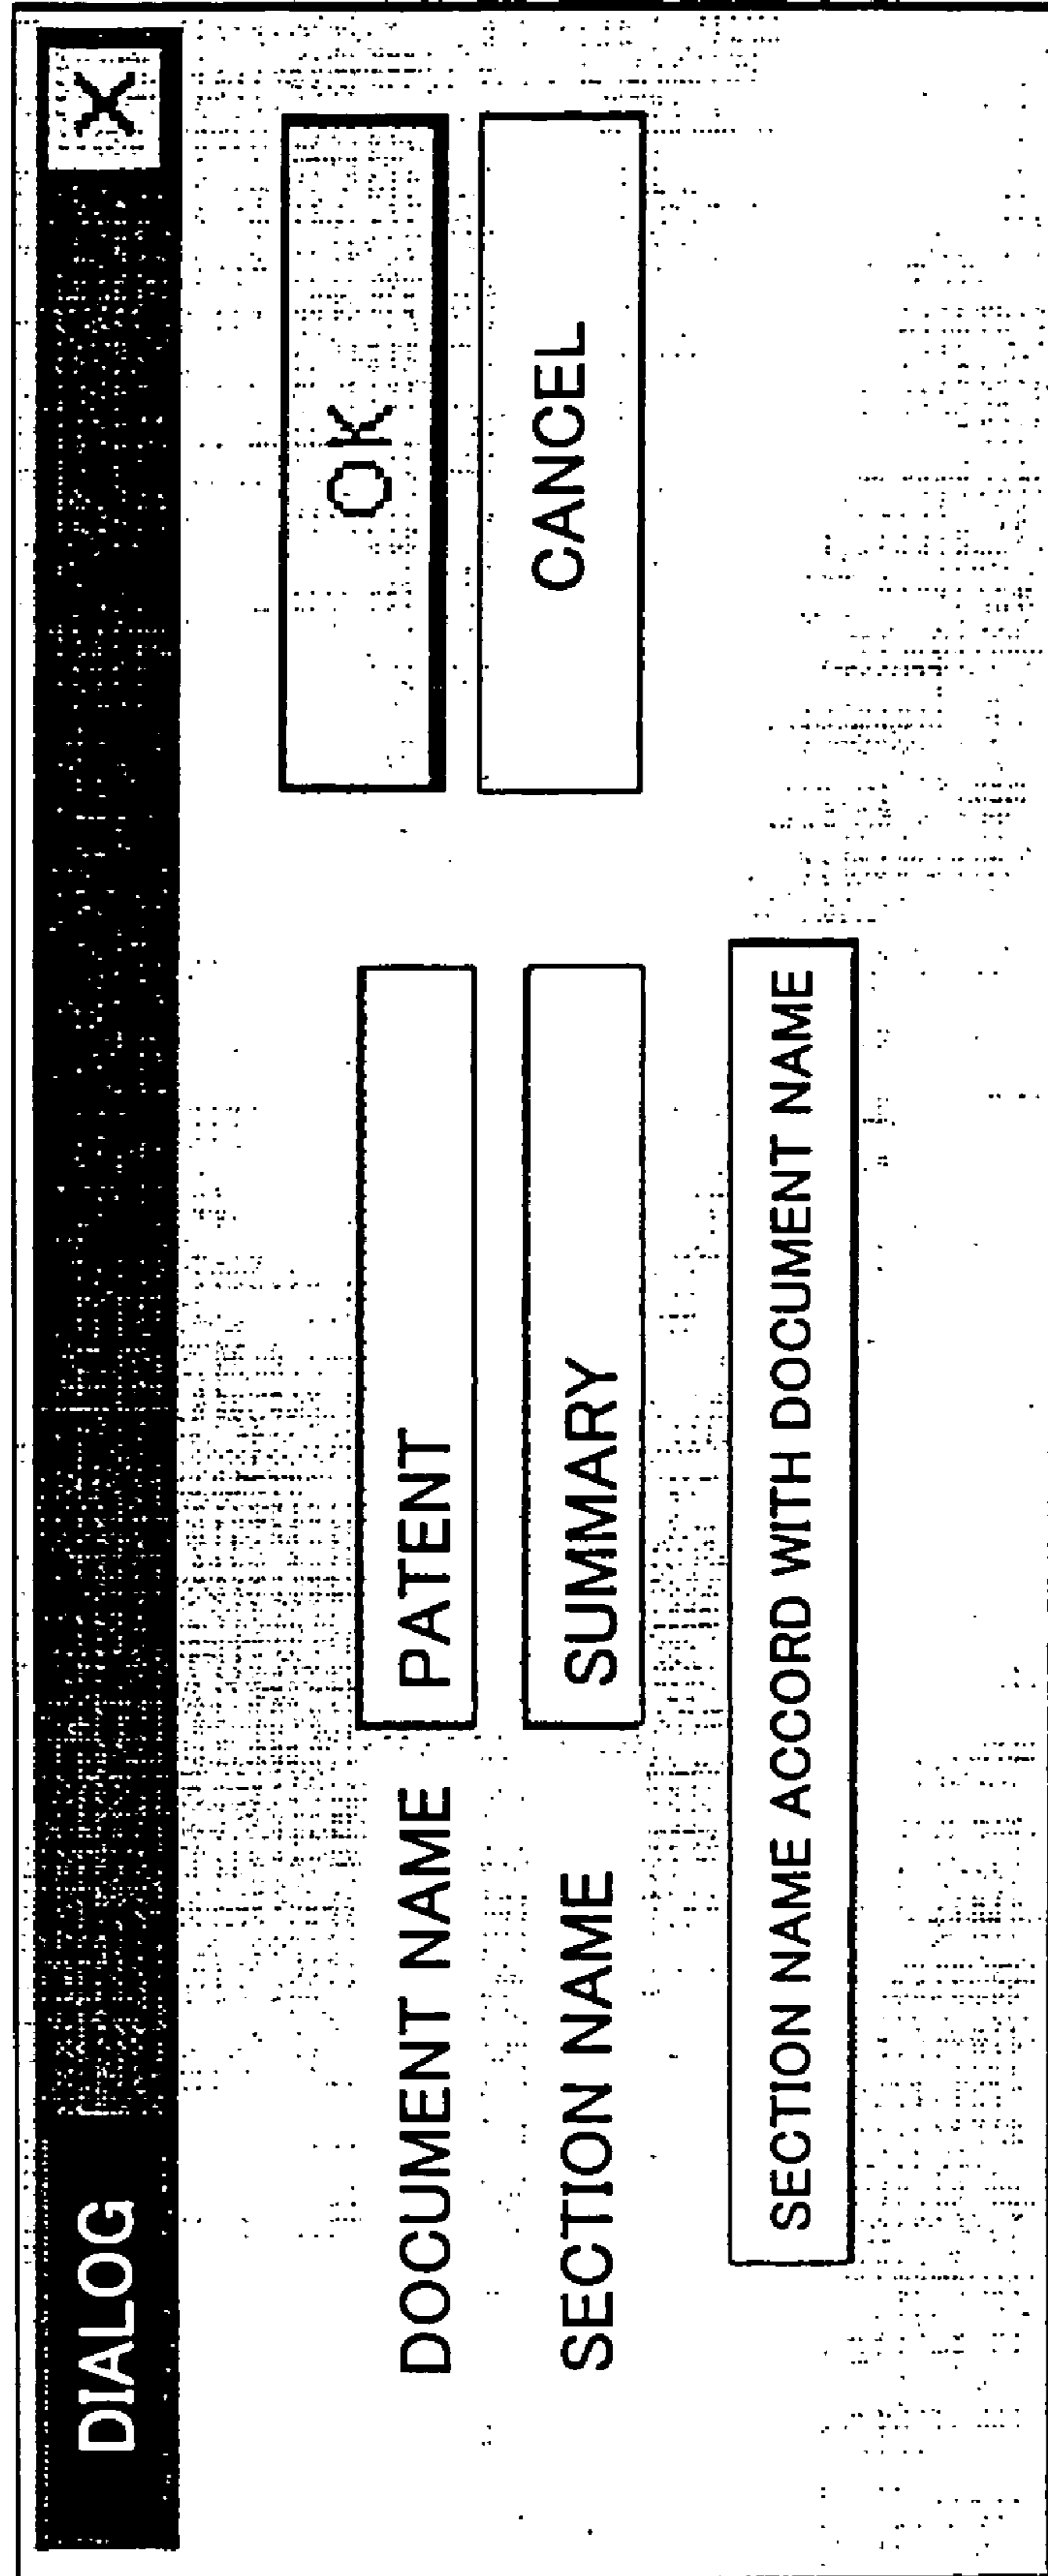 DIALOG X
OK
DOCUMENT NAME PATENT
CANCEL
SECTION NAME SUMMARY
SECTION NAME ACCORD WITH DOCUMENT NAME